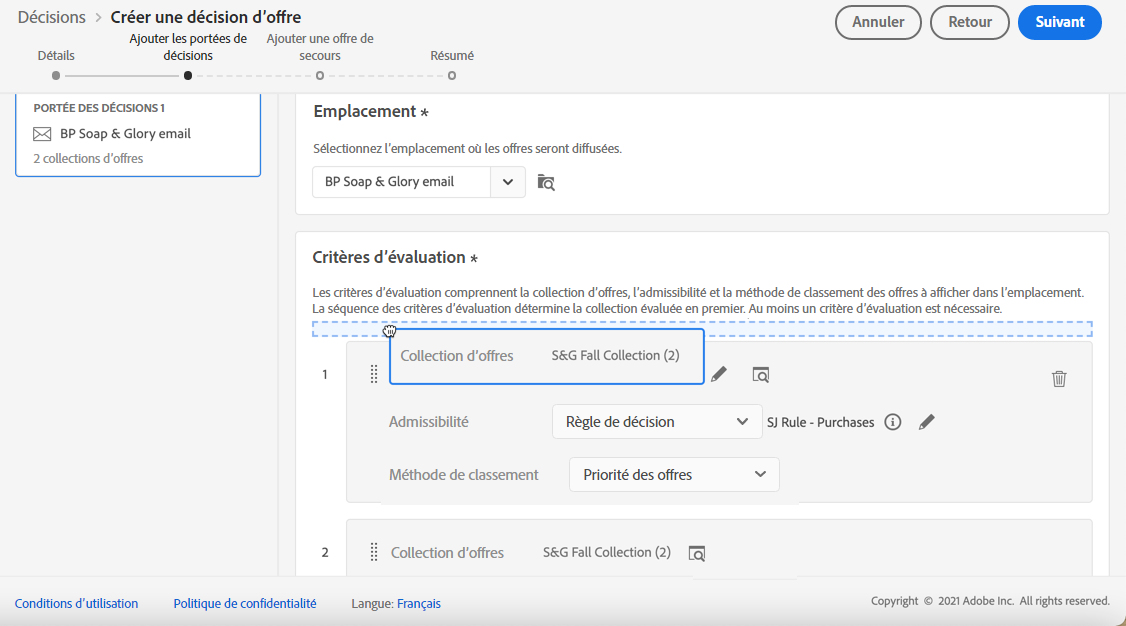 Décisions > Créer une décision d'offre
Annuler
Retour
Suivant
Détails
Ajouter les portées de décisions
Ajouter une offre de secours
Résumé
PORTÉE DES DÉCISIONS 1
BP Soap & Glory email
2 collections d'offres
Emplacement *
Sélectionnez l'emplacement où les offres seront diffusées.
BP Soap & Glory email
Critères d'évaluation *
Les critères d'évaluation comprennent la collection d'offres, l'admissibilité et la méthode de classement des offres à afficher dans l'emplacement.
La séquence des critères d'évaluation détermine la collection évaluée en premier. Au moins un critère d'évaluation est nécessaire.
1
Collection d'offres
S&G Fall Collection (2)
Admissibilité
Règle de décision
SJ Rule - Purchases
Méthode de classement
Priorité des offres
2
Collection d'offres
S&G Fall Collection (2)
Conditions d'utilisation
Politique de confidentialité
Langue: Français
Copyright © 2021 Adobe Inc. All rights reserved.